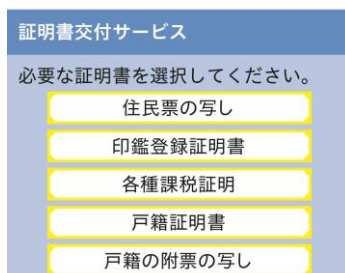 証明書交付サービス
必要な証明書を選択してください。
住民票の写し
印鑑登録証明書
各種課税証明
戸籍証明書
戸籍の附票の写し